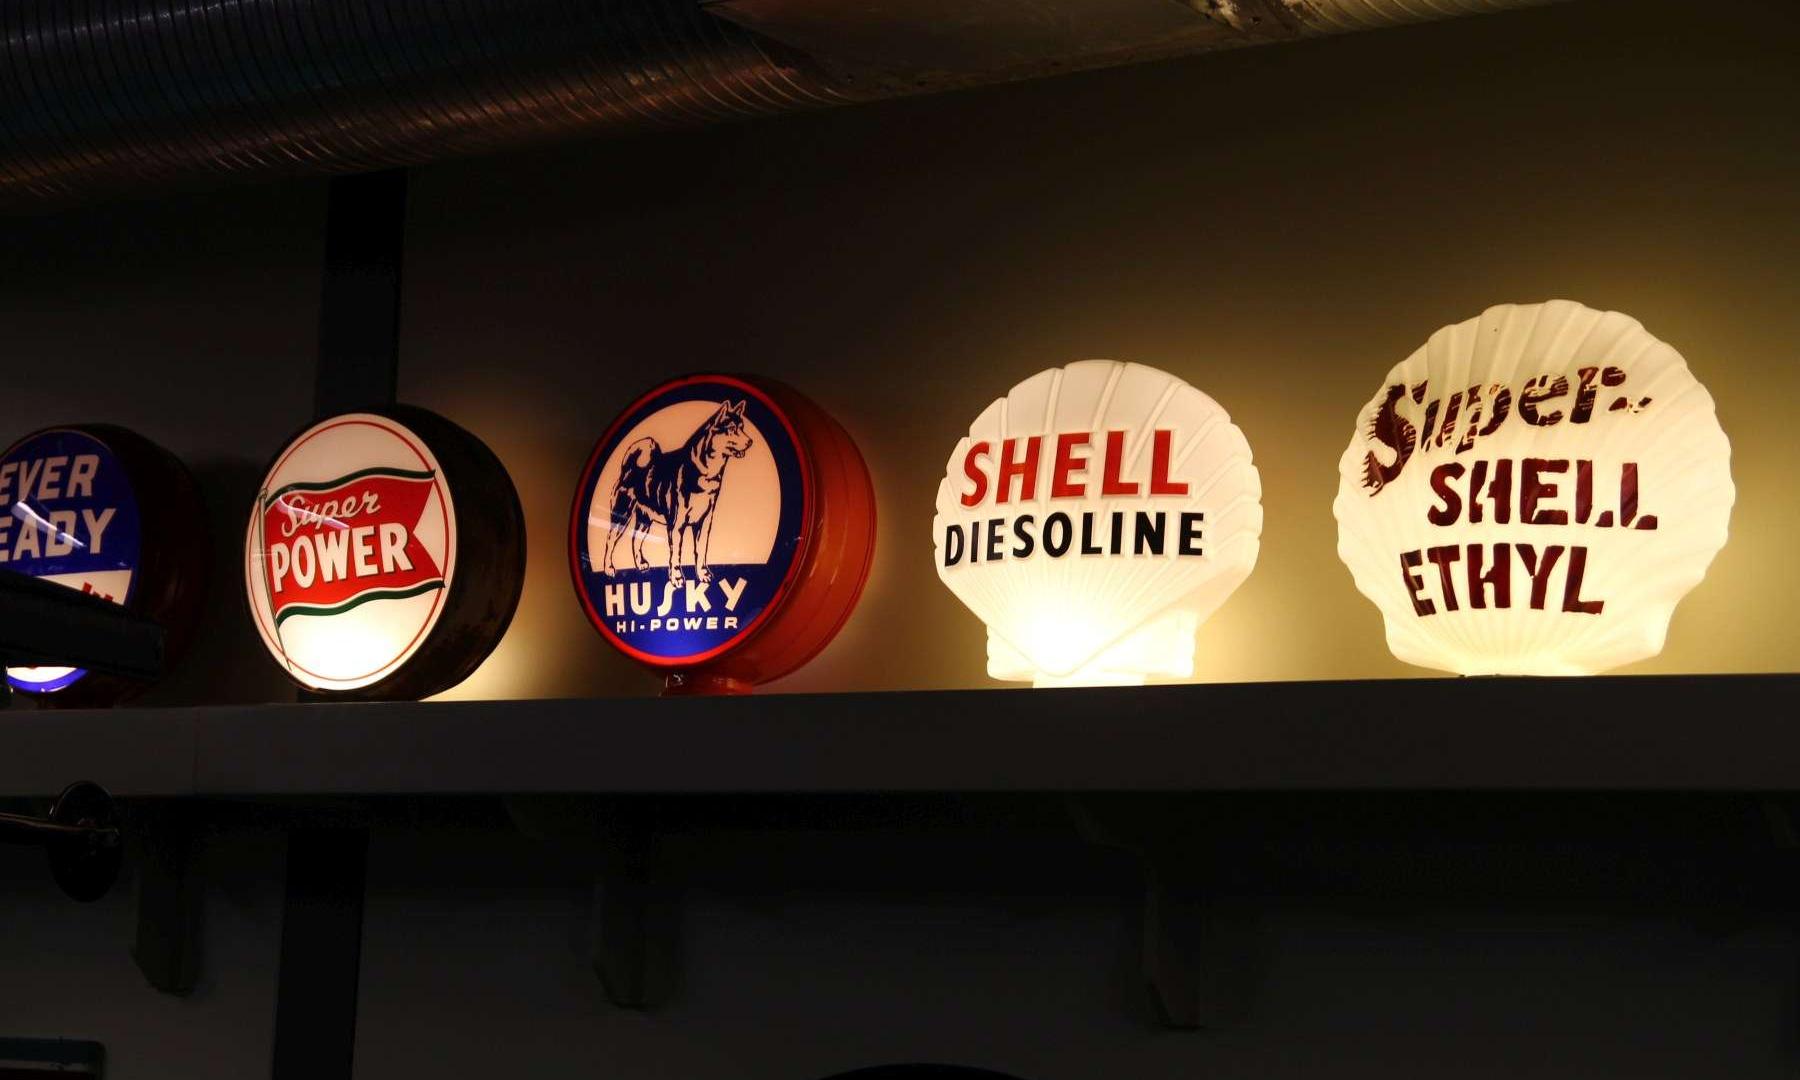 EVER
EADY
Super
POWER
HUSKY
HI-POWER
SHELL
DIESOLINE
Super
SHELL
ETHYL